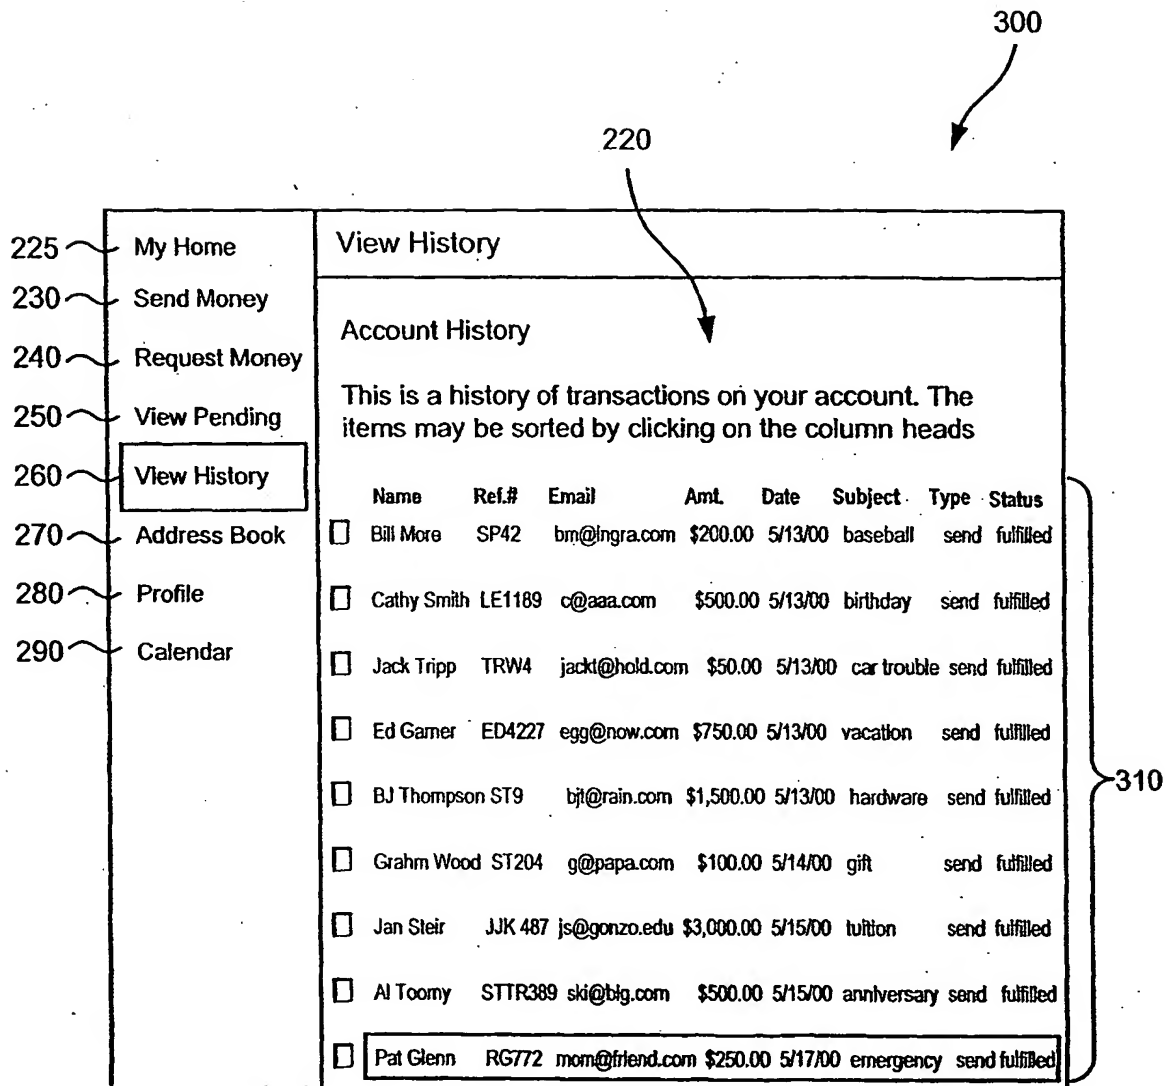 300
220
225 My Home
230 Send Money
240 Request Money
250 View Pending
260 View History
270 Address Book
280 Profile
290 Calendar
View History
Account History
This is a history of transactions on your account. The
items may be sorted by clicking on the column heads
Name Ref.# Email Amt. Date Subject Type Status
Bill More SP42 bm@ingra.com $200.00 5/13/00 baseball send fulfilled
Cathy Smith LE1189 c@aaa.com $500.00 5/13/00 birthday send fulfilled
Jack Tripp TRW4 jackt@hold.com $50.00 5/13/00 car trouble send fulfilled
Ed Garner ED4227 egg@now.com $750.00 5/13/00 vacation send fulfilled
BJ Thompson ST9 bjt@rain.com $1,500.00 5/13/00 hardware send fulfilled
Grahm Wood ST204 g@papa.com $100.00 5/14/00 gift send fulfilled
Jan Steir JJK 487 js@gonzo.edu $3,000.00 5/15/00 tuition send fulfilled
Al Toomy STTR389 ski@big.com $500.00 5/15/00 anniversary send fulfilled
Pat Glenn RG772 mom@friend.com $250.00 5/17/00 emergency send fulfilled
310